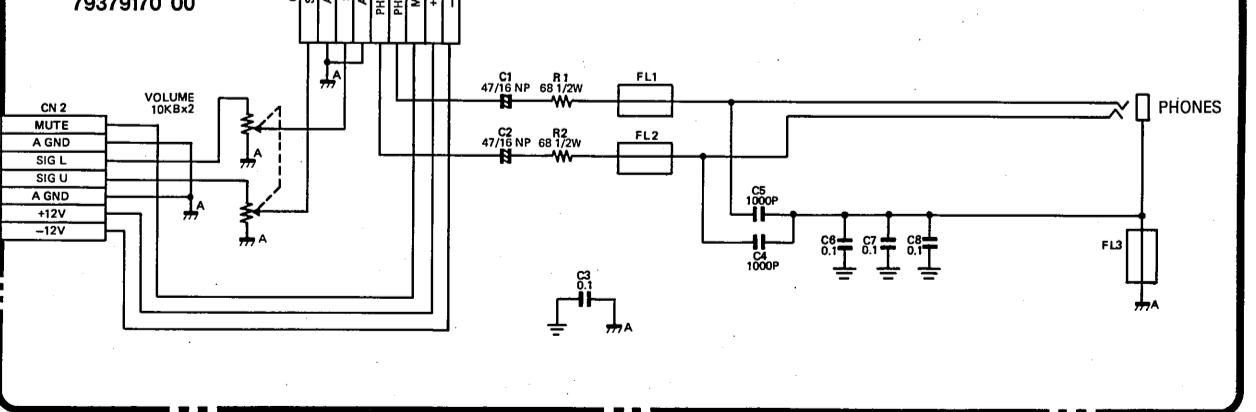 79379170 00
A
CN 2
MUTE
A GND
SIG L
SIG U
A GND
+12V
–12V
VOLUME
10KBx2
A
A
A
C1
47/16 NP
R1
68 1/2W
FL1
C2
47/16 NP
R2
68 1/2W
FL2
PHONES
C5
1000P
C4
1000P
C6
0.1
C7
0.1
C8
0.1
FL3
A
C3
0.1
A